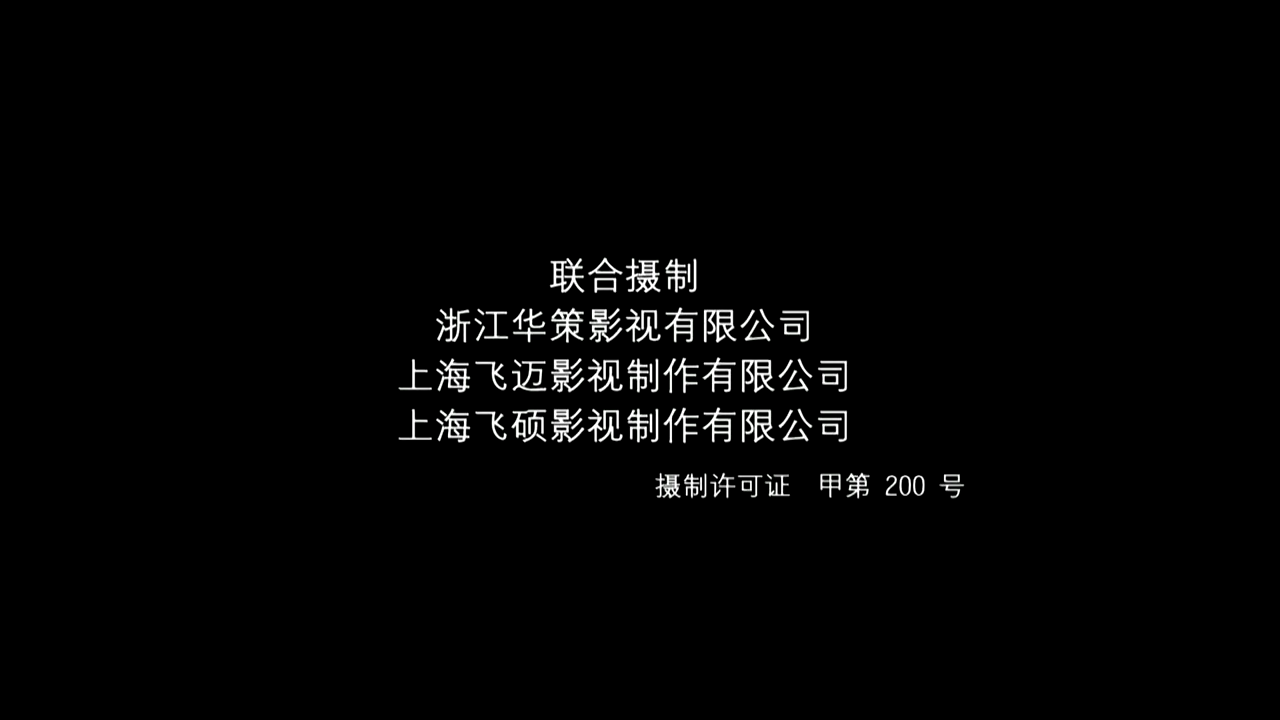 联合摄制
浙江华策影视有限公司
上海飞迈影视制作有限公司
上海飞硕影视制作有限公司
摄制许可证 甲第 200 号